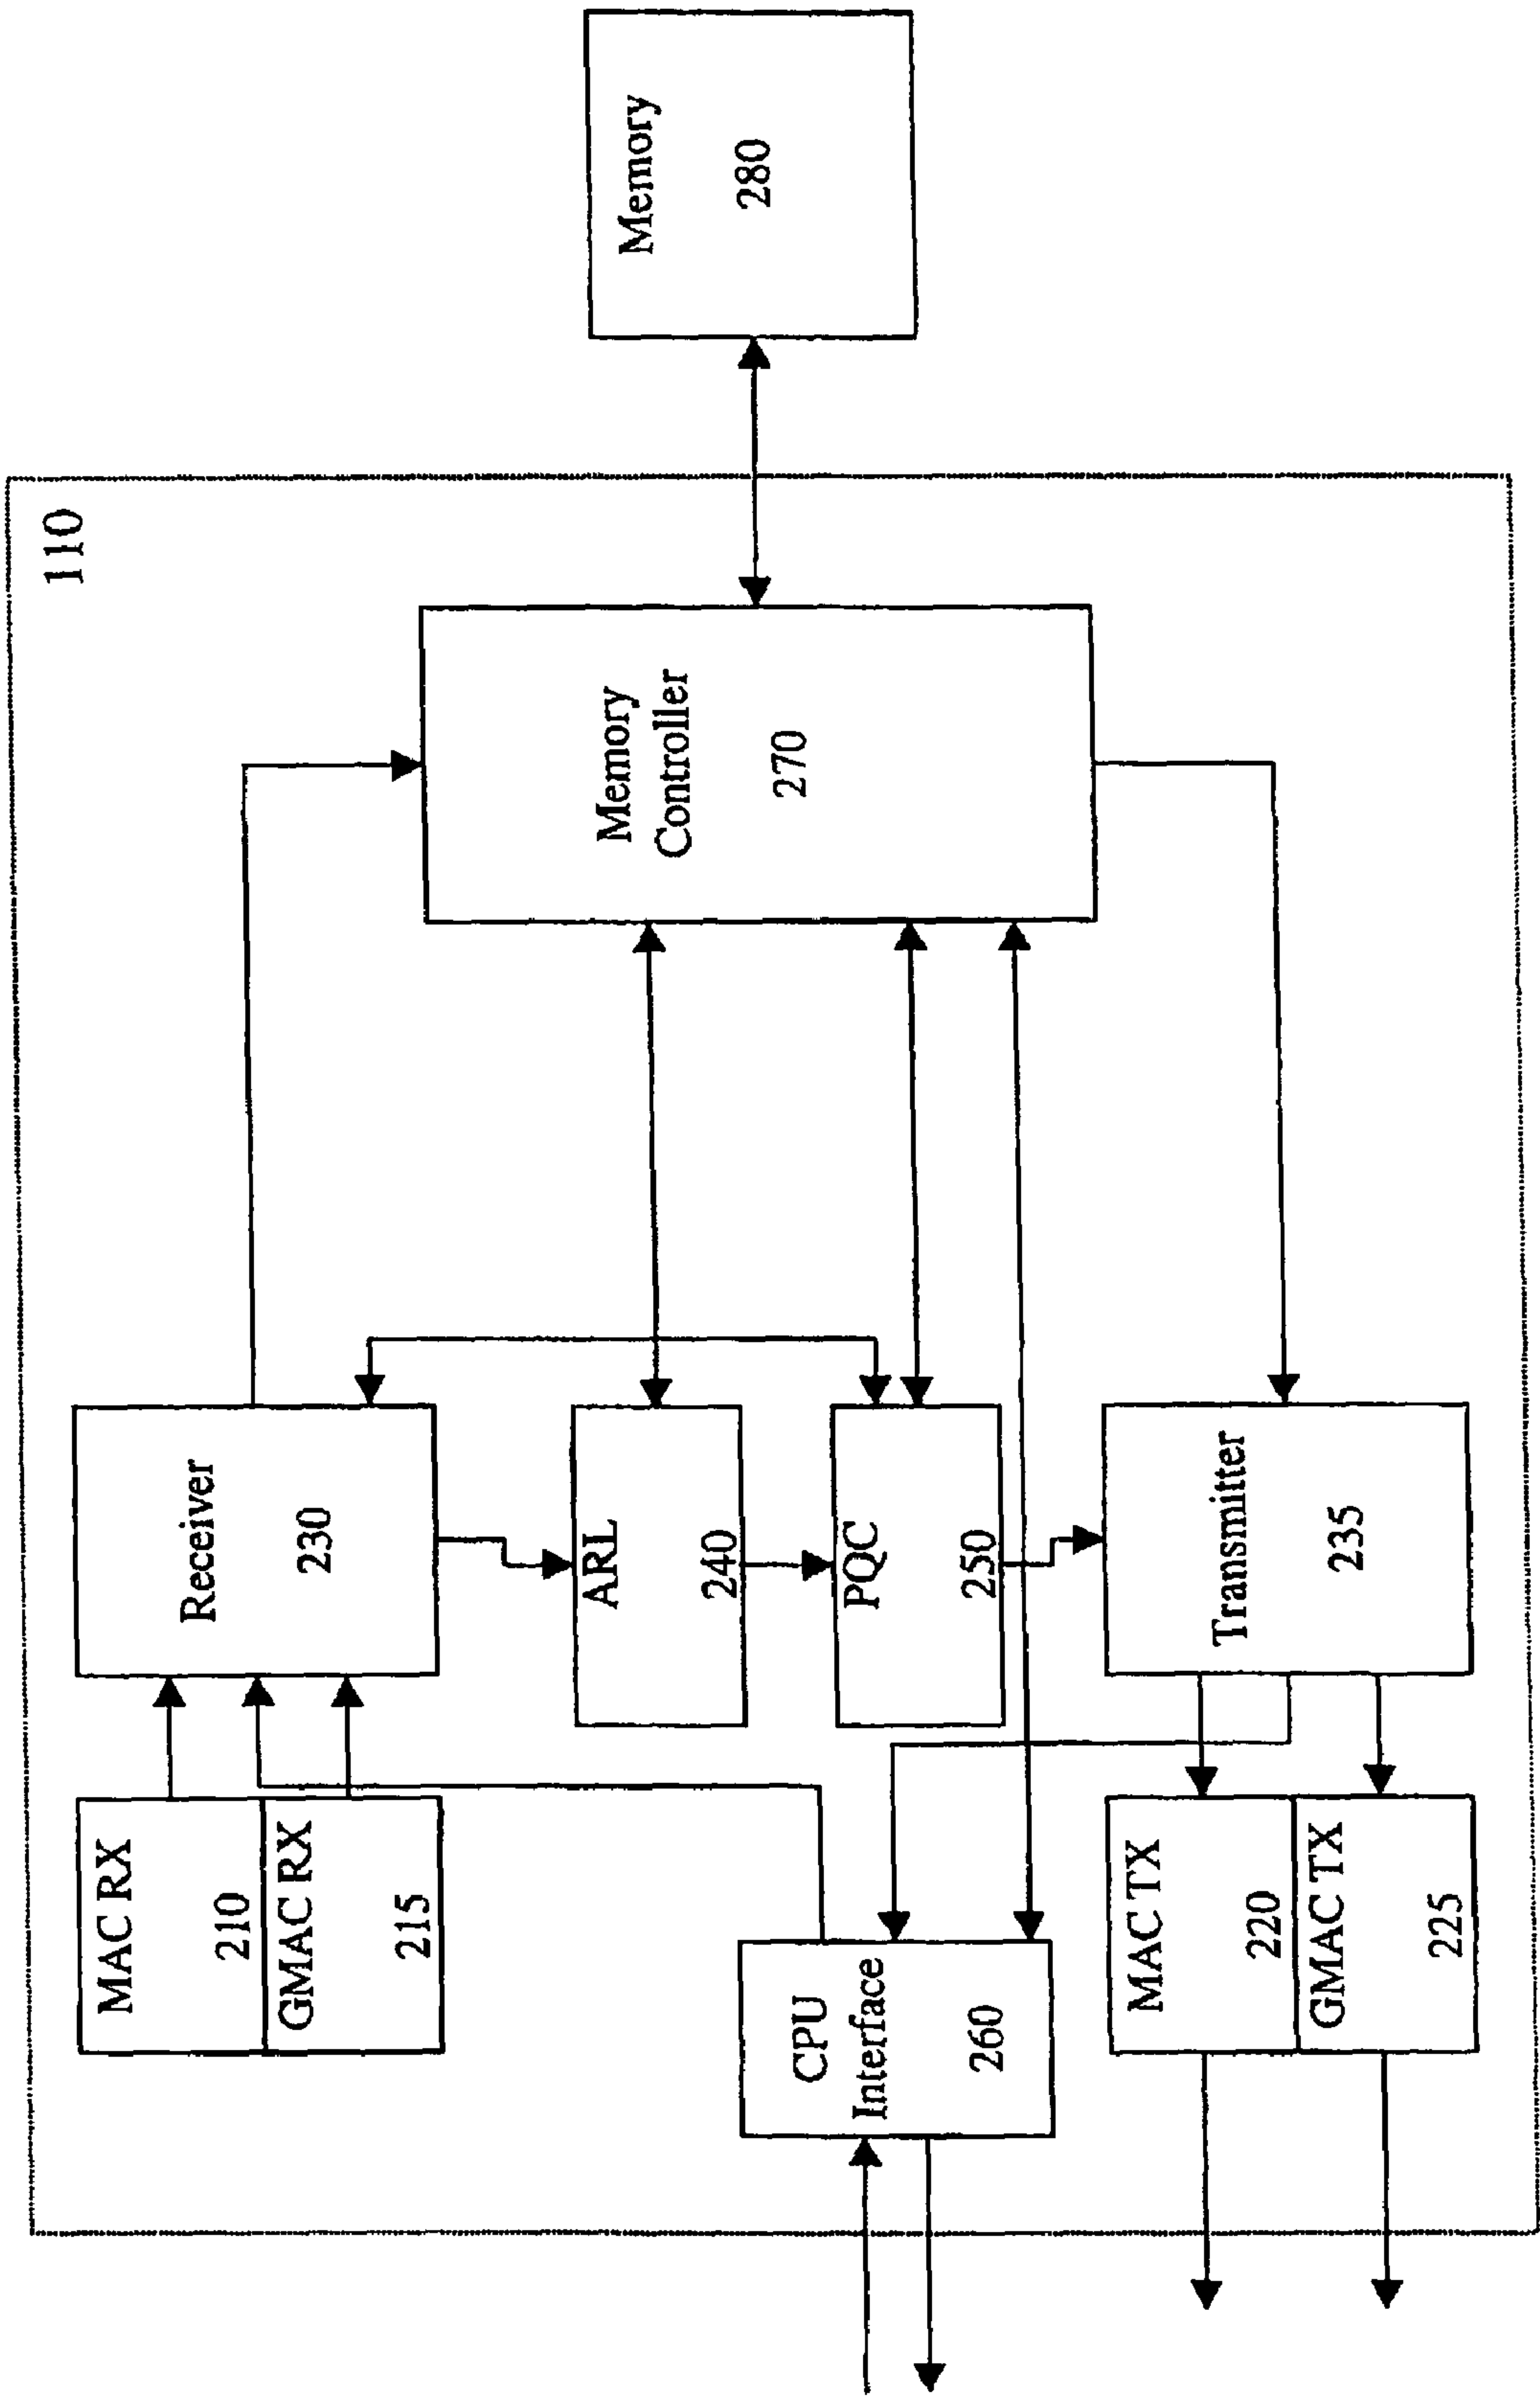 110
MAC RX
210
GMAC RX
215
Receiver
230
ARL
240
PQC
250
CPU
Interface
260
MAC TX
220
GMAC TX
225
Transmitter
235
Memory
Controller
270
Memory
280